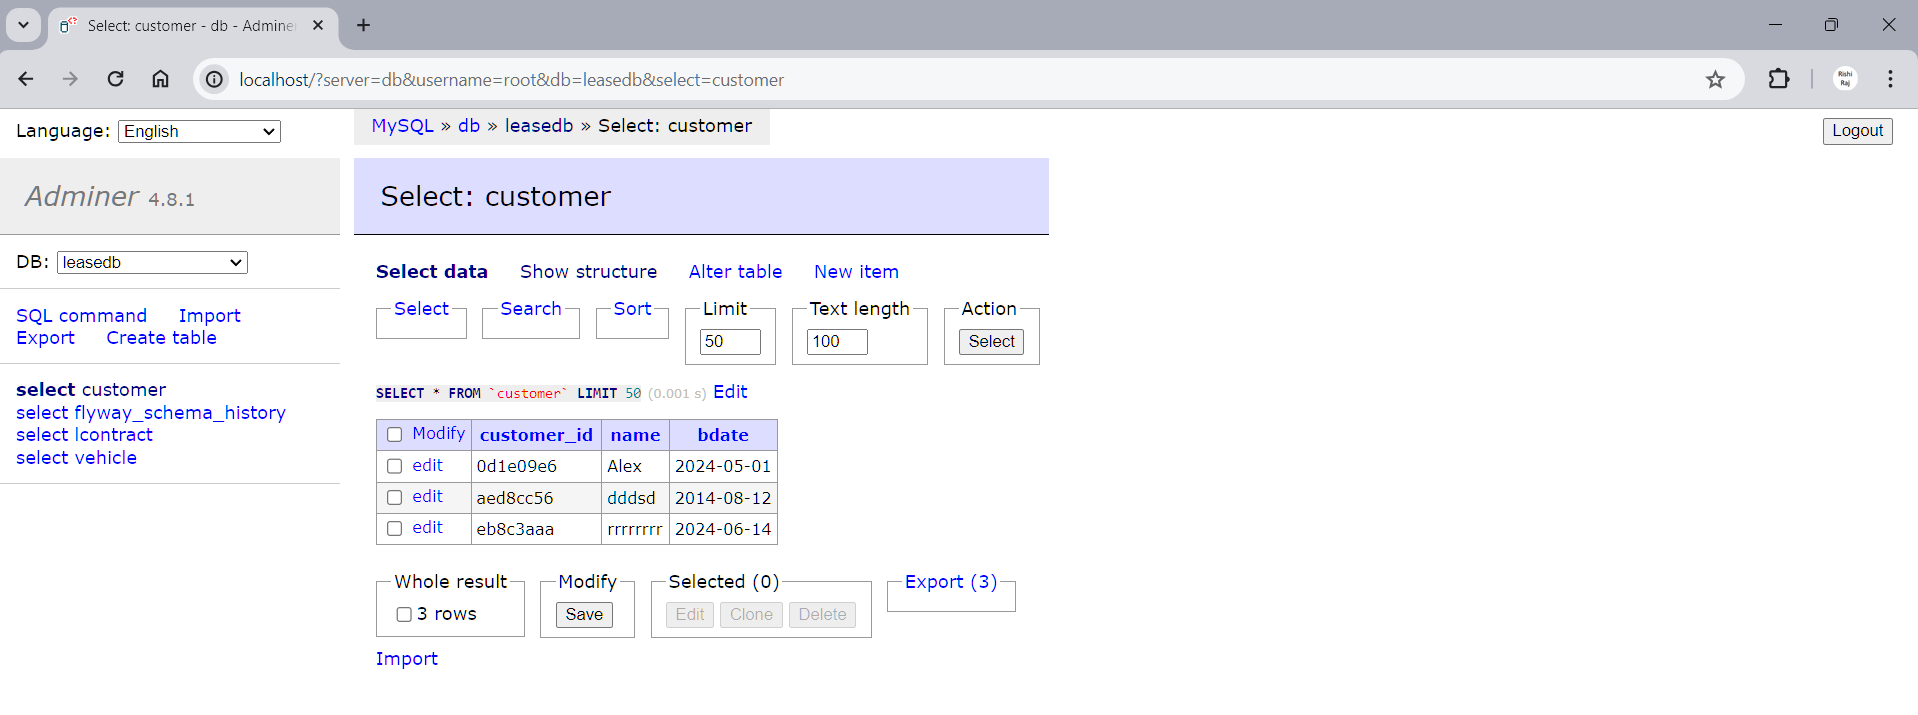 Select: customer - db - Adminer
localhost/?server=db&username=root&db=leasedb&select=customer
Rishi
Raj
Language: English
MySQL » db » leasedb » Select: customer
Logout
Adminer 4.8.1
Select: customer
DB: leasedb
Select data Show structure Alter table New item
SQL command Import
Export Create table
Select Search Sort Limit Text length Action
50 100 Select
select customer
select flyway_schema_history
select lcontract
select vehicle
SELECT * FROM `customer` LIMIT 50 (0.001 s) Edit
Modify customer_id name bdate
edit 0d1e09e6 Alex 2024-05-01
edit aed8cc56 dddsd 2014-08-12
edit eb8c3aaa rrrrrrrr 2024-06-14
Whole result Modify Selected (0) Export (3)
3 rows Save Edit Clone Delete
Import